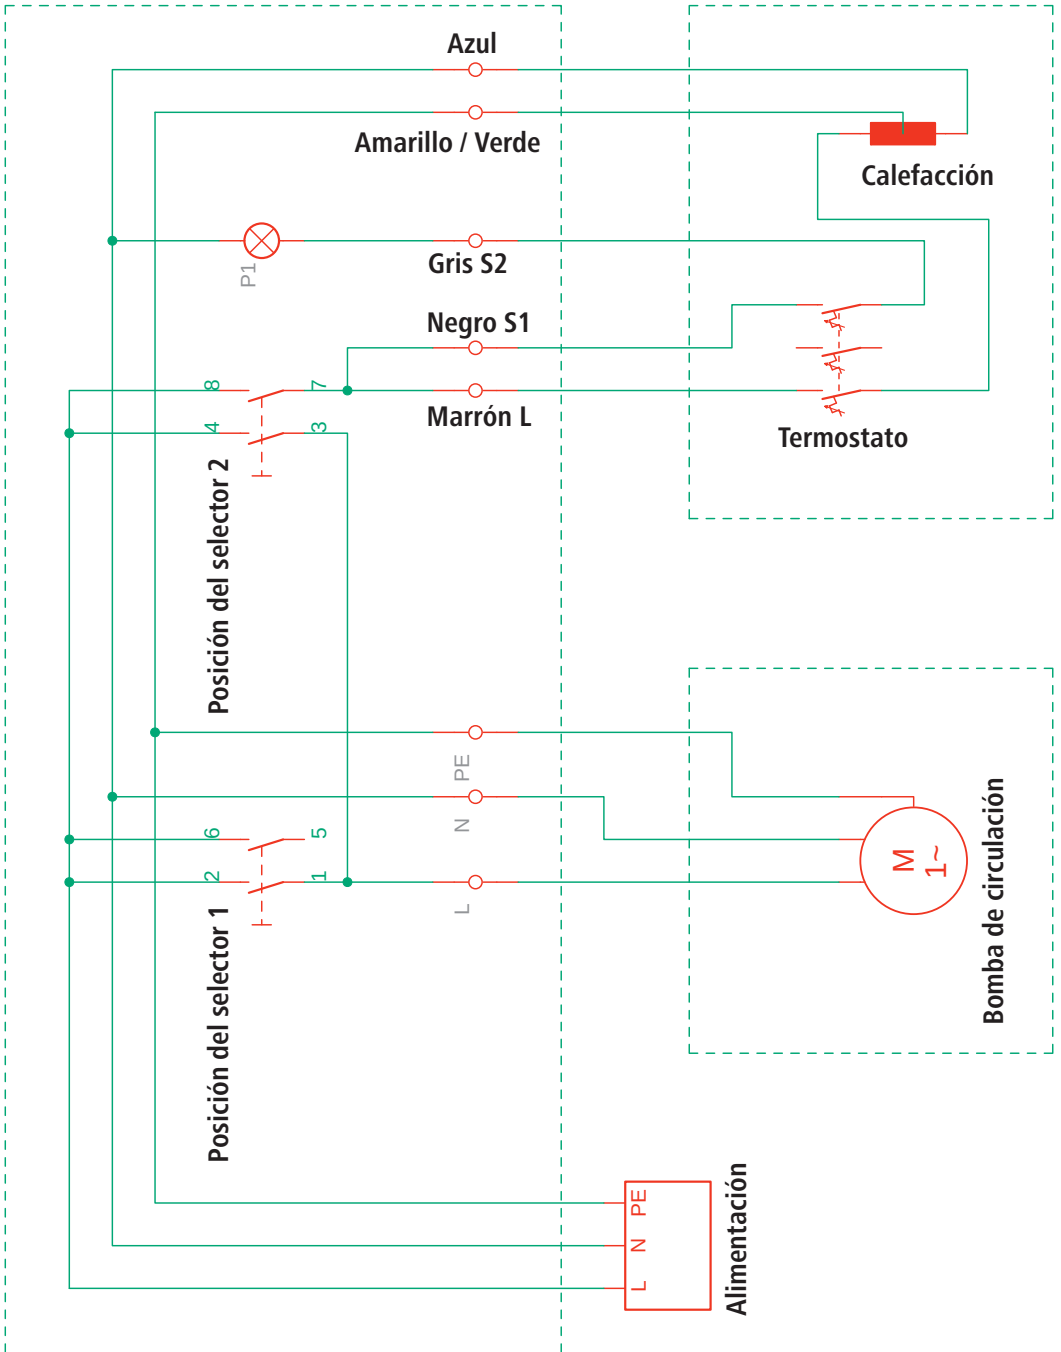 Azul
Amarillo / Verde
Calefacción
P1
Gris S2
Negro S1
8
7
Marrón L
4
3
Termostato
Posición del selector 2
PE
N
6
5
2
1
L
M
1~
Bomba de circulación
Posición del selector 1
PE
N
L
Alimentación